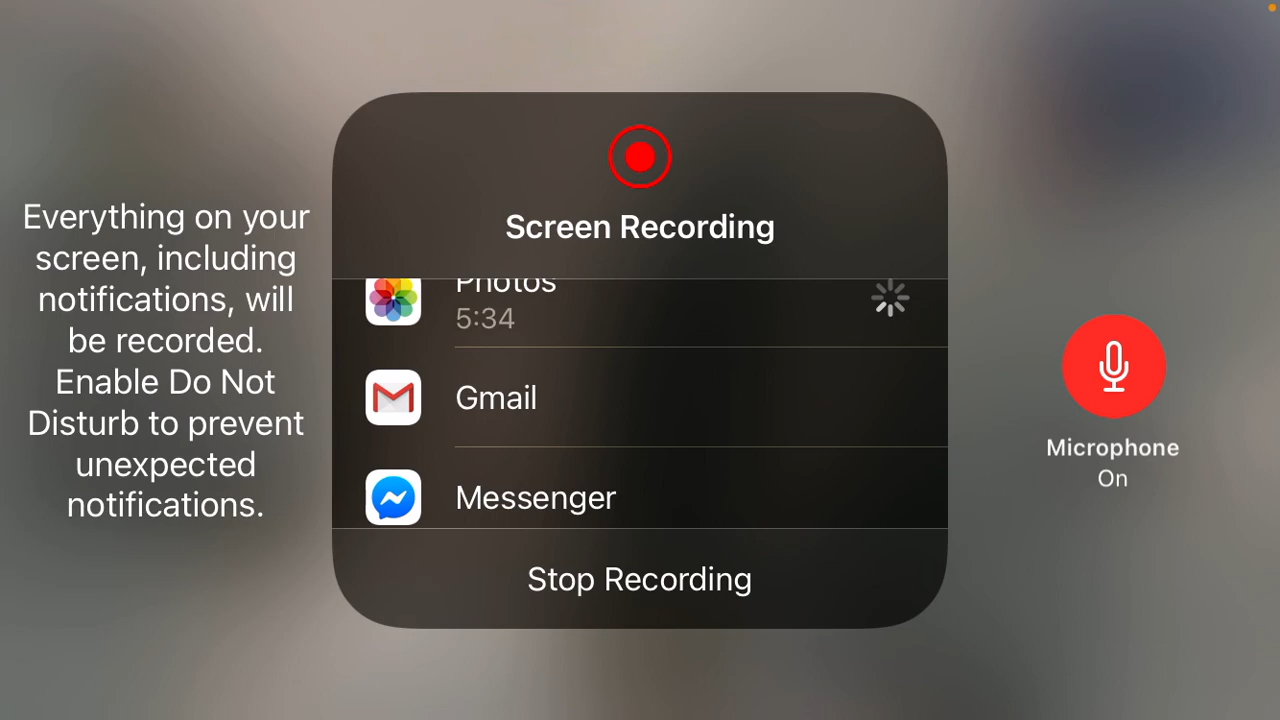 Everything on your
screen, including
notifications, will
be recorded.
Enable Do Not
Disturb to prevent
unexpected
notifications.
Screen Recording
Photos
5:34
Gmail
Messenger
Stop Recording
Microphone
On